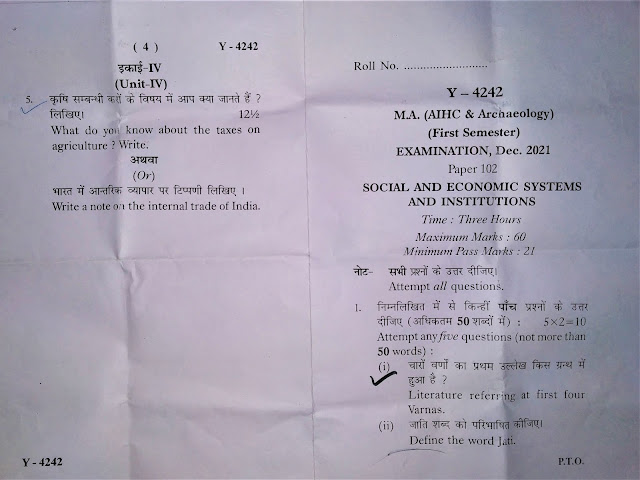 ( 4 ) Y - 4242
इकाई-IV
(Unit-IV)
5. कृषि सम्बन्धी करों के विषय में आप क्या जानते हैं ?
लिखिए। 12½
What do you know about the taxes on
agriculture ? Write.
अथवा
(Or)
भारत में आन्तरिक व्यापार पर टिप्पणी लिखिए ।
Write a note on the internal trade of India.
Y - 4242
Roll No. ..........................
Y – 4242
M.A. (AIHC & Archaeology)
(First Semester)
EXAMINATION, Dec. 2021
Paper 102
SOCIAL AND ECONOMIC SYSTEMS
AND INSTITUTIONS
Time : Three Hours
Maximum Marks : 60
Minimum Pass Marks : 21
नोट- सभी प्रश्नों के उत्तर दीजिए।
Attempt all questions.
1. निम्नलिखित में से किन्हीं पाँच प्रश्नों के उत्तर
दीजिए (अधिकतम 50 शब्दों में) : 5×2=10
Attempt any five questions (not more than
50 words) :
(i) चारों वर्णों का प्रथम उल्लेख किस ग्रन्थ में
हुआ है ?
Literature referring at first four
Varnas.
(ii) जाति शब्द को परिभाषित कीजिए।
Define the word Jati.
P.T.O.